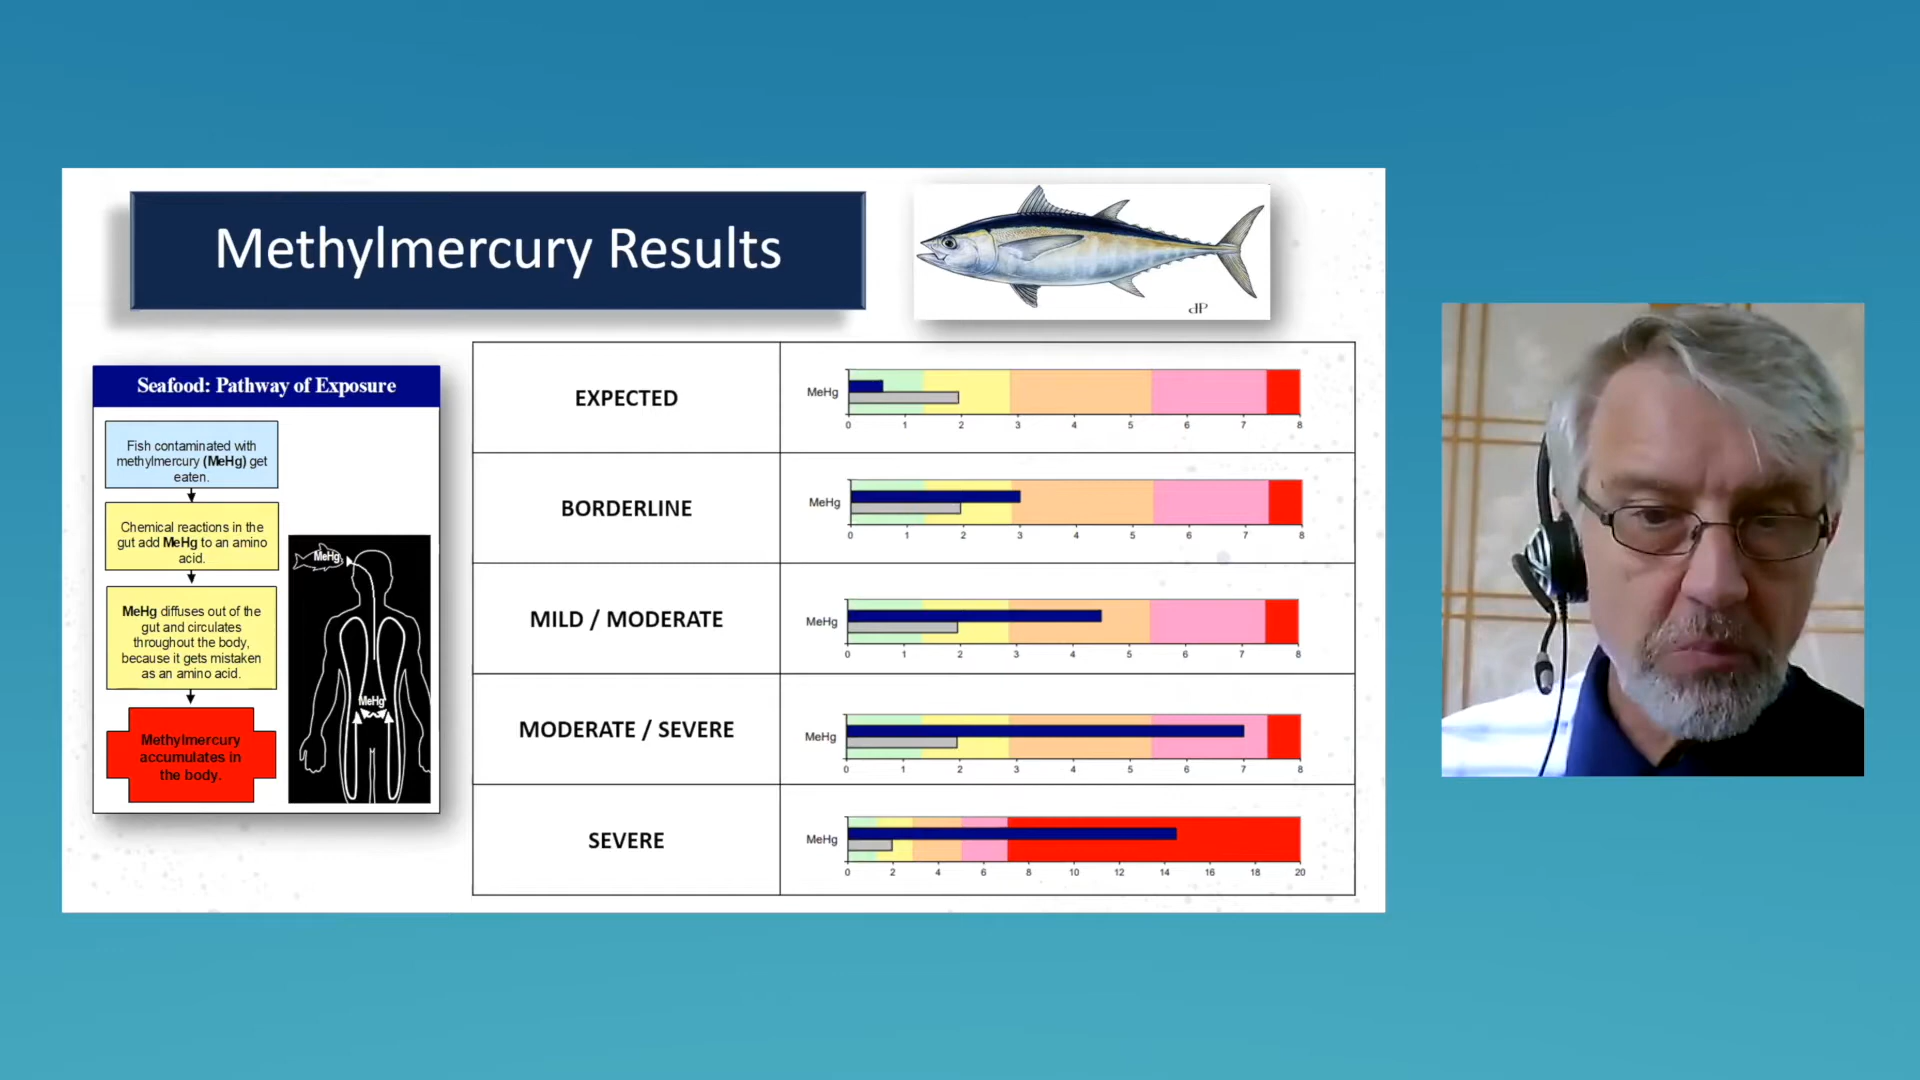 Methylmercury Results
dP
Seafood: Pathway of Exposure
Fish contaminated with
methylmercury (MeHg) get
eaten.
Chemical reactions in the
gut add MeHg to an amino
acid.
MeHg diffuses out of the
gut and circulates
throughout the body,
because it gets mistaken
as an amino acid.
Methylmercury
accumulates in
the body.
MeHg
MeHg
EXPECTED
MeHg
0 1 2 3 4 5 6 7 8
BORDERLINE
MeHg
0 1 2 3 4 5 6 7 8
MILD / MODERATE
MeHg
0 1 2 3 4 5 6 7 8
MODERATE / SEVERE
MeHg
0 1 2 3 4 5 6 7 8
SEVERE
MeHg
0 2 4 6 8 10 12 14 16 18 20